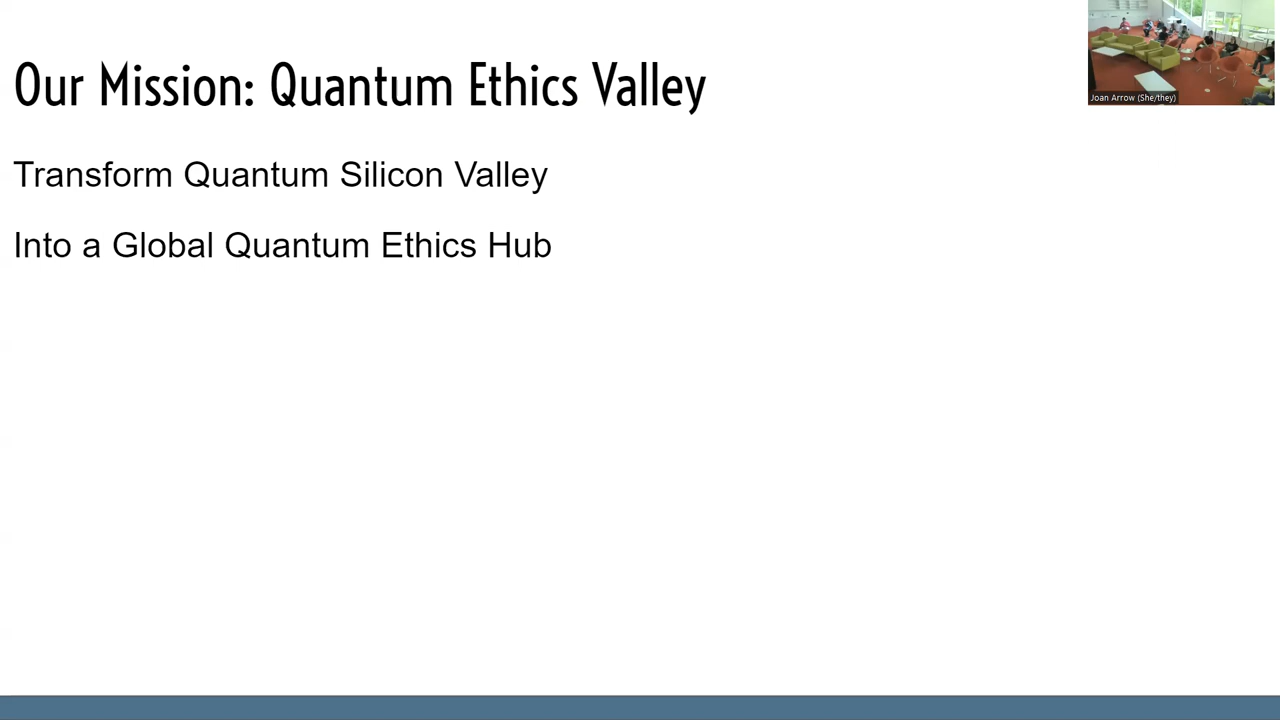 Our Mission: Quantum Ethics Valley
Transform Quantum Silicon Valley
Into a Global Quantum Ethics Hub
Joan Arrow (She/they)